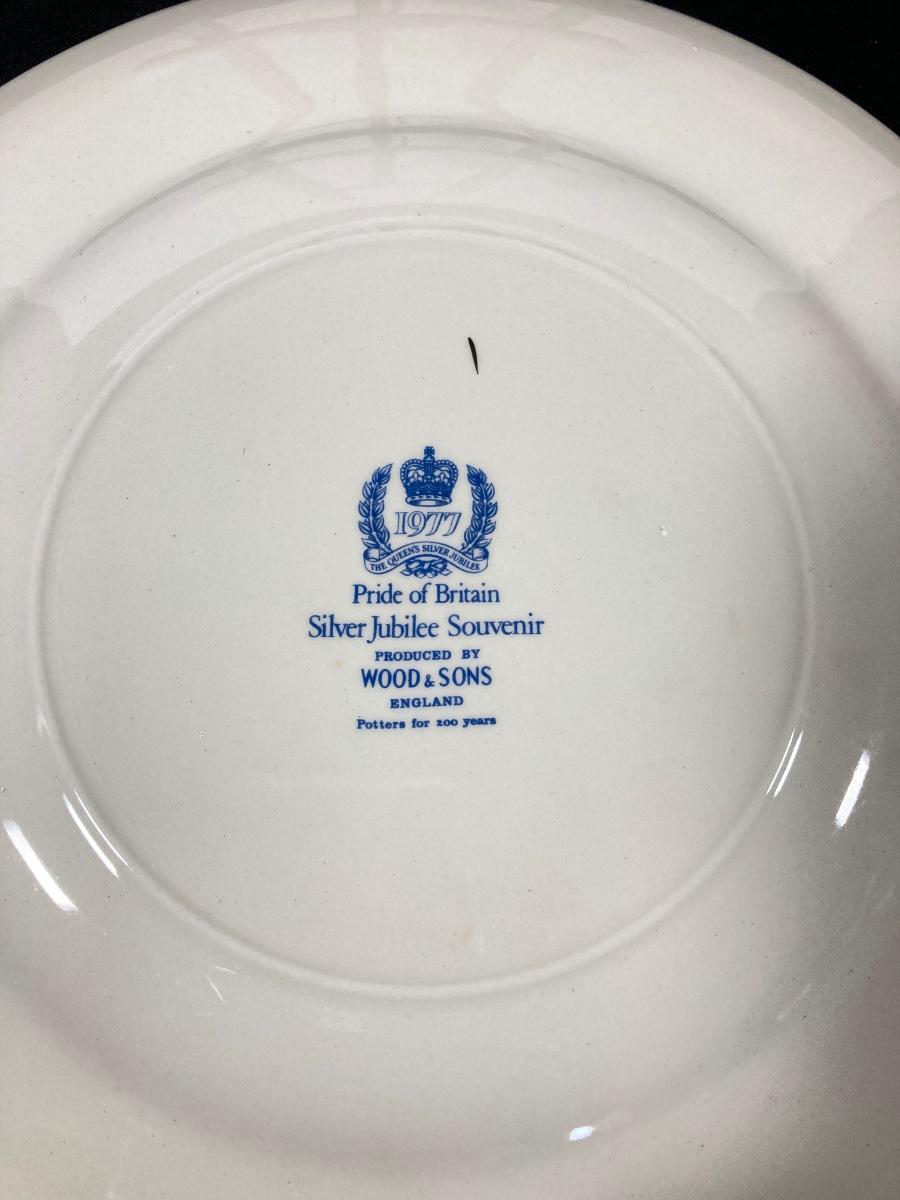 1977
THE QUEEN'S SILVER JUBILEE
Pride of Britain
Silver Jubilee Souvenir
PRODUCED BY
WOOD & SONS
ENGLAND
Potters for 200 years